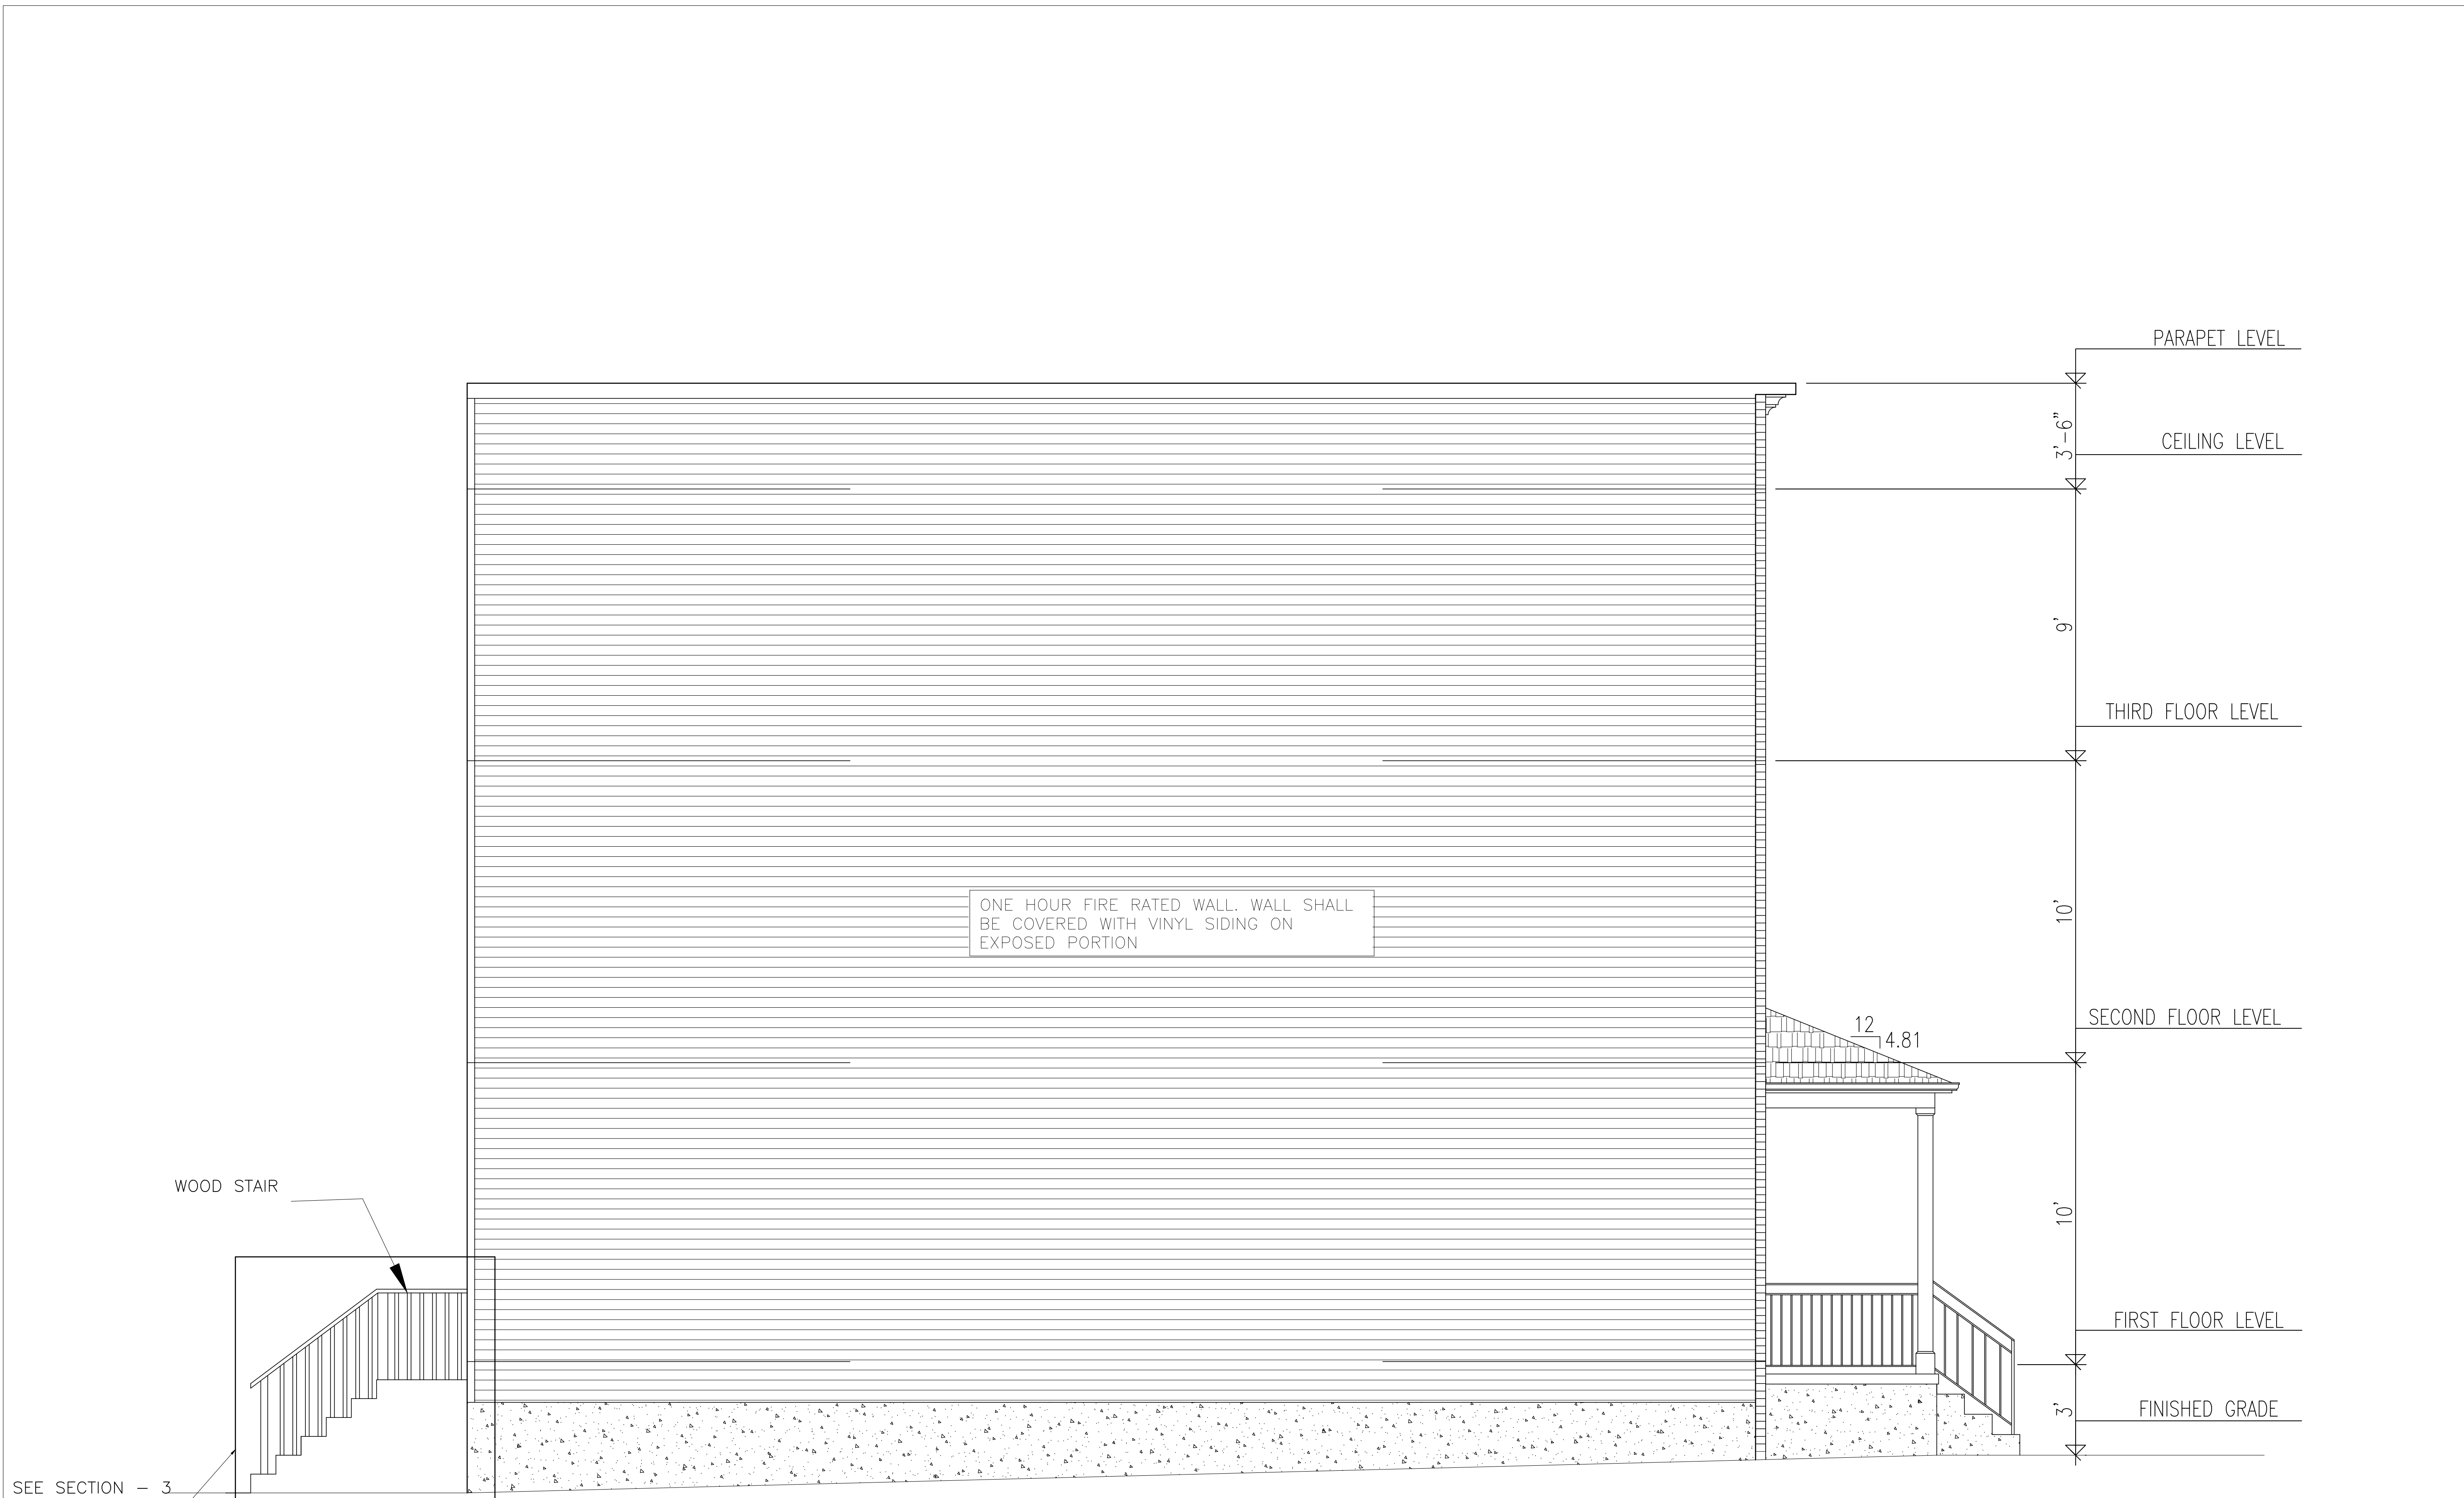 PARAPET LEVEL
3'-6"
CEILING LEVEL
9'
THIRD FLOOR LEVEL
10'
ONE HOUR FIRE RATED WALL. WALL SHALL
BE COVERED WITH VINYL SIDING ON
EXPOSED PORTION
SECOND FLOOR LEVEL
12
4.81
WOOD STAIR
10'
FIRST FLOOR LEVEL
3'
FINISHED GRADE
SEE SECTION - 3